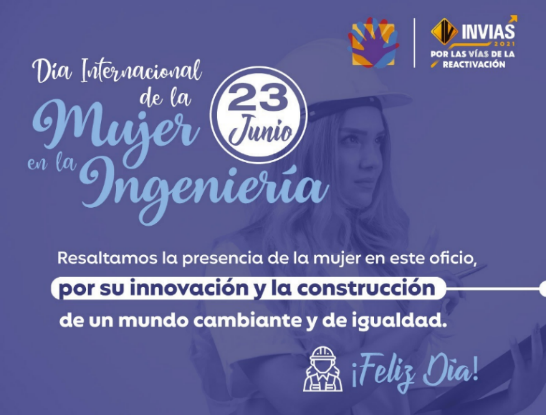 INVIAS
2021
POR LAS VÍAS DE LA
REACTIVACIÓN
Día Internacional
de la
Mujer
en la
Ingeniería
23
Junio
Resaltamos la presencia de la mujer en este oficio,
por su innovación y la construcción
de un mundo cambiante y de igualdad.
¡Feliz Día!